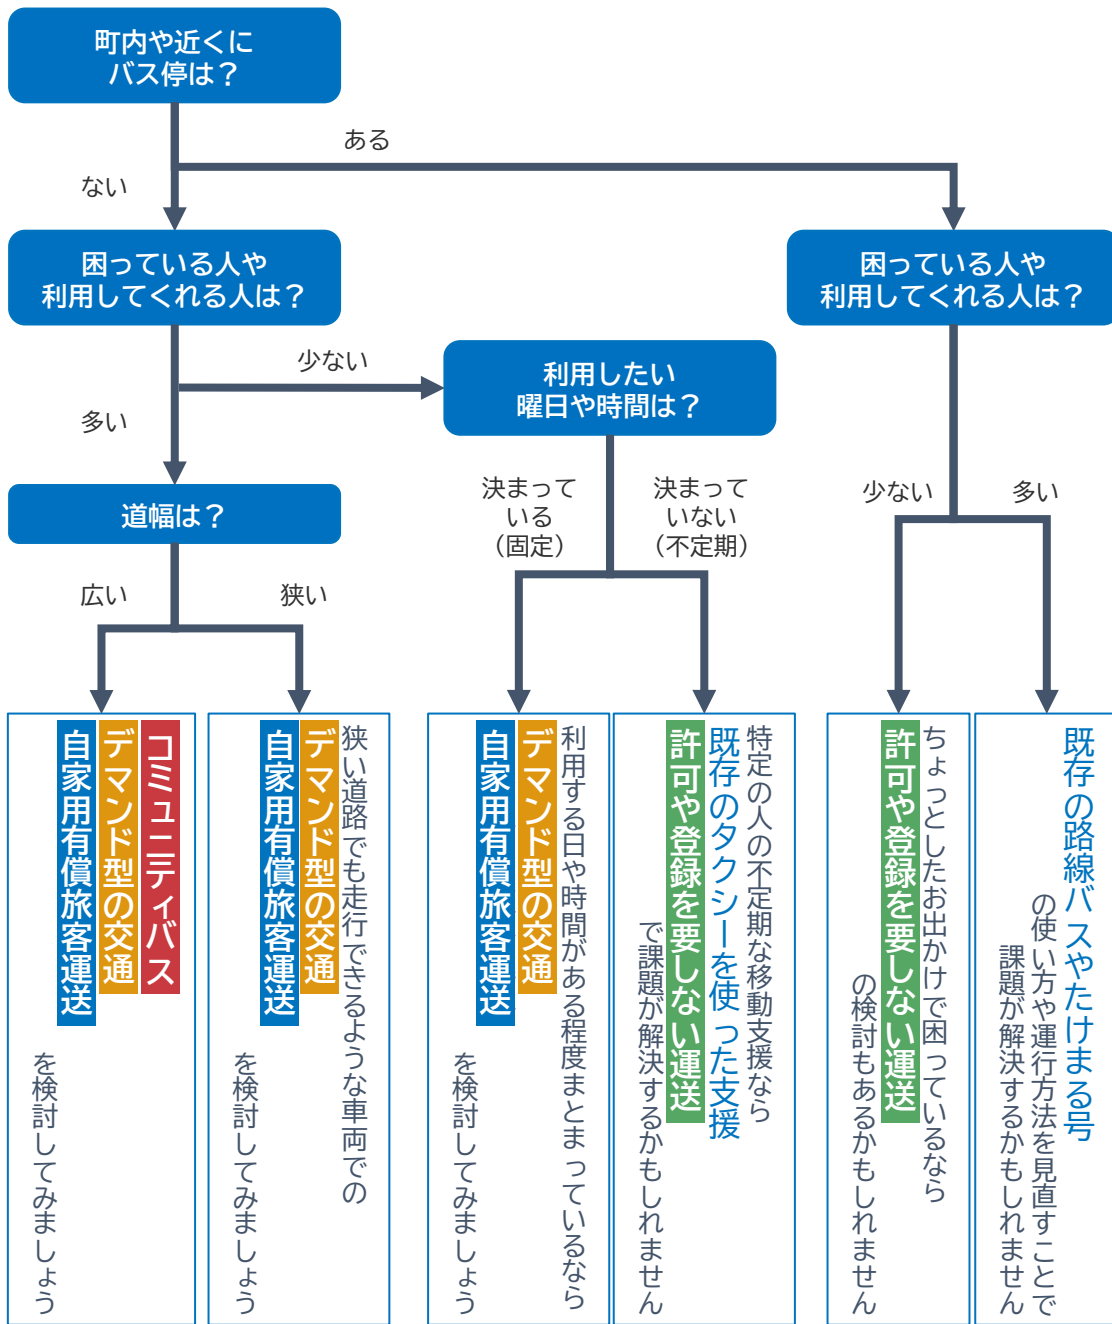 町内や近くに
バス停は？
ある
ない
困っている人や
利用してくれる人は？
困っている人や
利用してくれる人は？
少ない
利用したい
曜日や時間は？
多い
道幅は？
決まって
いる
（固定）
決まって
いない
（不定期）
少ない
多い
広い
狭い
コミュニティバス
デマンド型の交通
自家用有償旅客運送
を検討してみましょう
狭い道路でも走行できるような車両での
デマンド型の交通
自家用有償旅客運送
を検討してみましょう
利用する日や時間がある程度まとまっているなら
デマンド型の交通
自家用有償旅客運送
を検討してみましょう
特定の人の不定期な移動支援なら
既存のタクシーを使った支援
許可や登録を要しない運送
で課題が解決するかもしれません
ちょっとしたお出かけで困っているなら
許可や登録を要しない運送
の検討もあるかもしれません
既存の路線バスやたけまる号
の使い方や運行方法を見直すことで
課題が解決するかもしれません